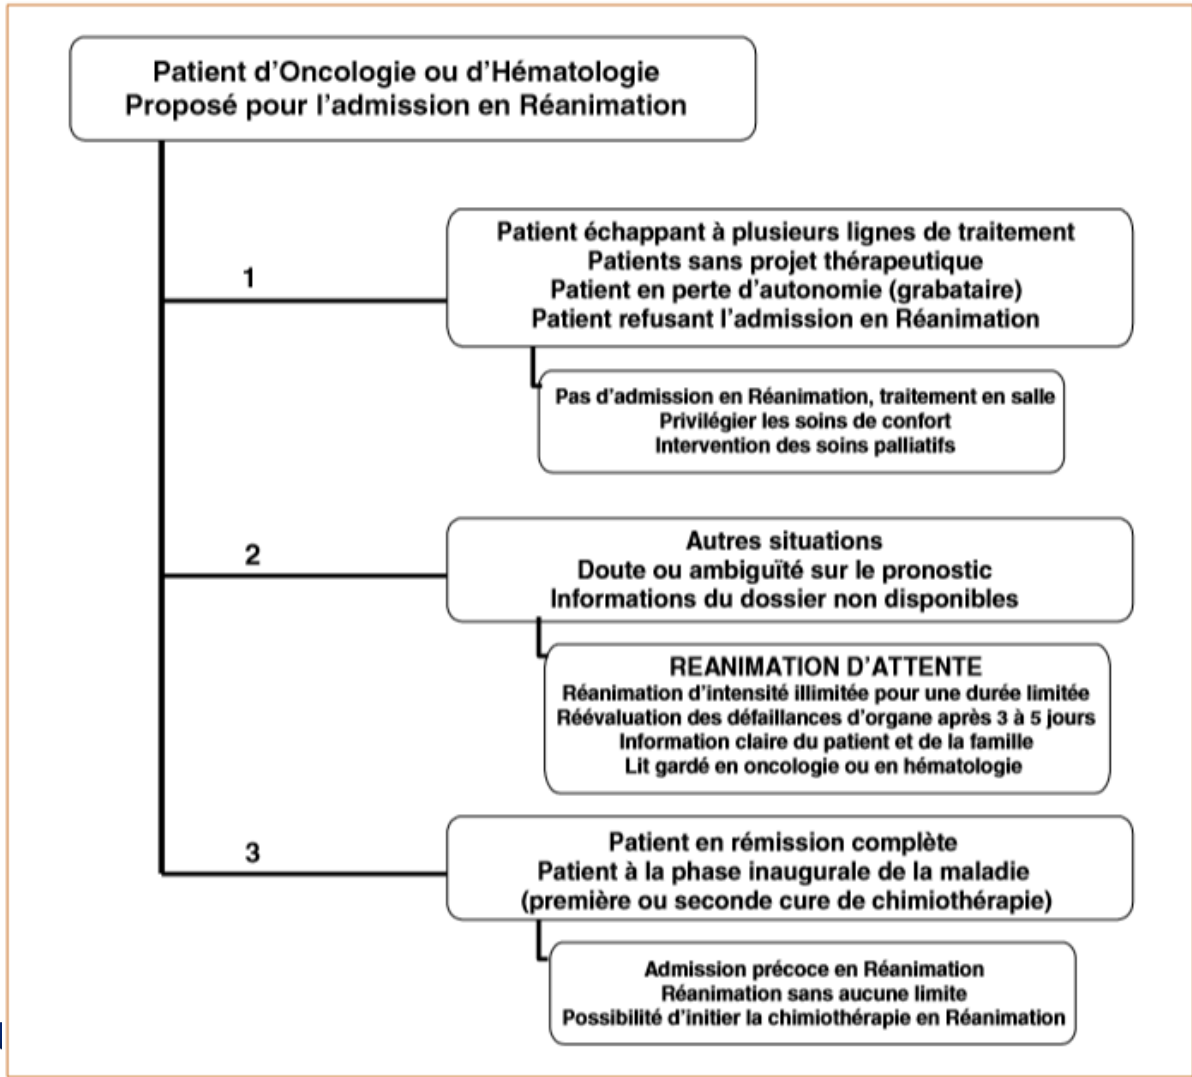 Patient d'Oncologie ou d'Hématologie
Proposé pour l'admission en Réanimation
1
Patient échappant à plusieurs lignes de traitement
Patients sans projet thérapeutique
Patient en perte d'autonomie (grabataire)
Patient refusant l'admission en Réanimation
Pas d'admission en Réanimation, traitement en salle
Privilégier les soins de confort
Intervention des soins palliatifs
2
Autres situations
Doute ou ambiguïté sur le pronostic
Informations du dossier non disponibles
REANIMATION D'ATTENTE
Réanimation d'intensité illimitée pour une durée limitée
Réévaluation des défaillances d'organe après 3 à 5 jours
Information claire du patient et de la famille
Lit gardé en oncologie ou en hématologie
3
Patient en rémission complète
Patient à la phase inaugurale de la maladie
(première ou seconde cure de chimiothérapie)
Admission précoce en Réanimation
Réanimation sans aucune limite
Possibilité d'initier la chimiothérapie en Réanimation